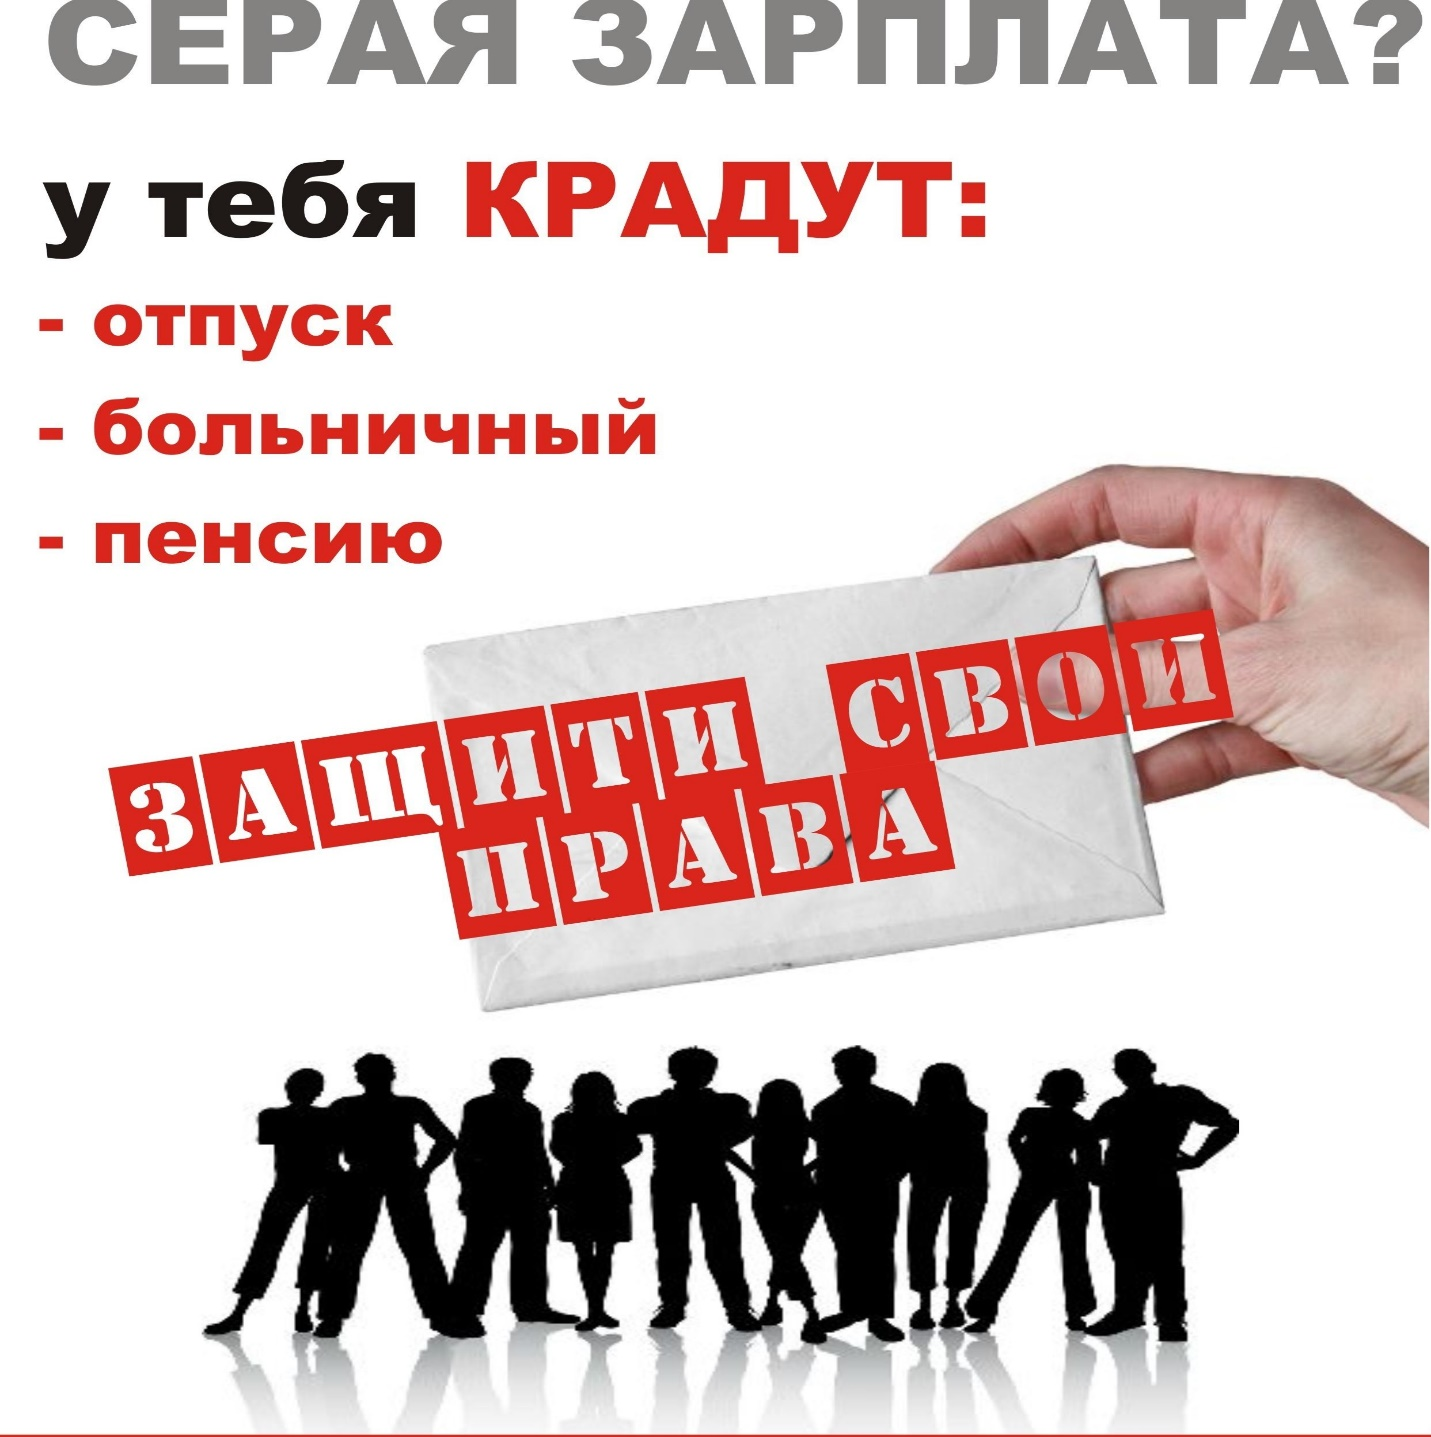 СЕРАЯ ЗАРПЛАТА?
у тебя КРАДУТ:
- отпуск
- больничный
- пенсию
ЗАЩИТИ СВОИ
ПРАВА